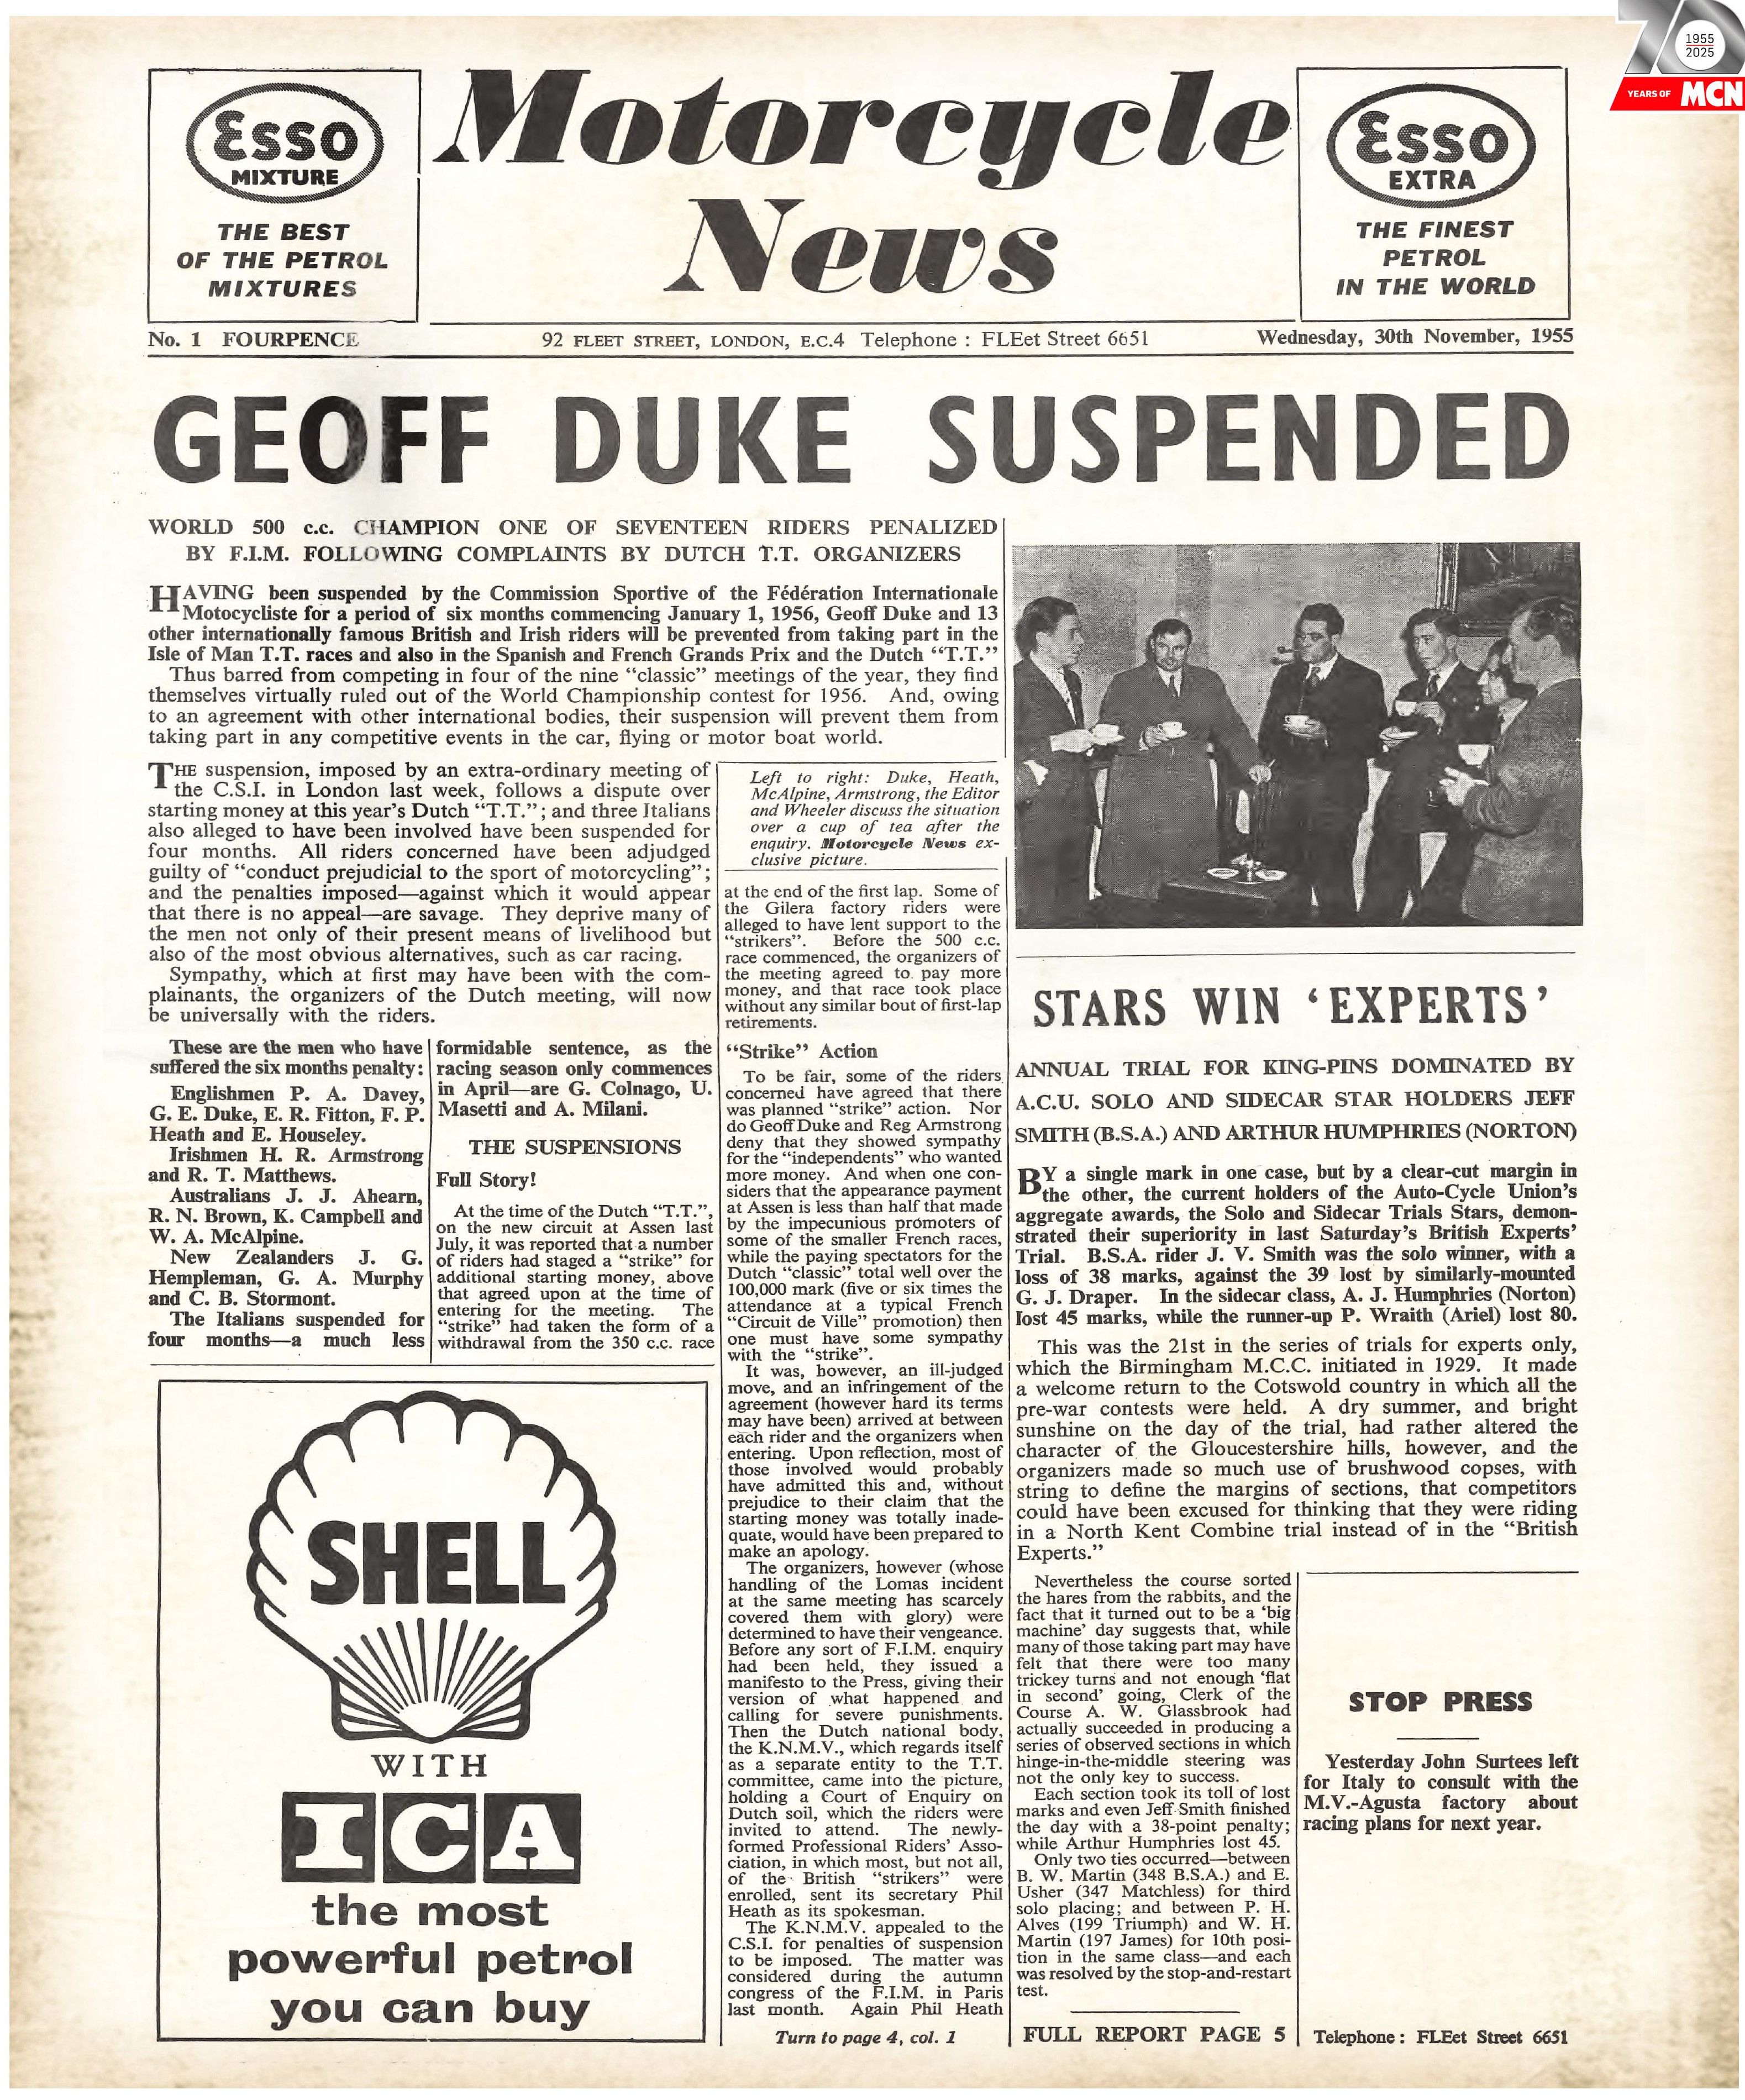 70
1955
2025
YEARS OF MCN
Esso
MIXTURE
THE BEST
OF THE PETROL
MIXTURES
Motorcycle
News
Esso
EXTRA
THE FINEST
PETROL
IN THE WORLD
No. 1 FOURPENCE
92 FLEET STREET, LONDON, E.C.4 Telephone : FLEet Street 6651
Wednesday, 30th November, 1955
GEOFF DUKE SUSPENDED
WORLD 500 c.c. CHAMPION ONE OF SEVENTEEN RIDERS PENALIZED
BY F.I.M. FOLLOWING COMPLAINTS BY DUTCH T.T. ORGANIZERS
HAVING been suspended by the Commission Sportive of the Fédération Internationale
Motocycliste for a period of six months commencing January 1, 1956, Geoff Duke and 13
other internationally famous British and Irish riders will be prevented from taking part in the
Isle of Man T.T. races and also in the Spanish and French Grands Prix and the Dutch “T.T.”
Thus barred from competing in four of the nine “classic” meetings of the year, they find
themselves virtually ruled out of the World Championship contest for 1956. And, owing
to an agreement with other international bodies, their suspension will prevent them from
taking part in any competitive events in the car, flying or motor boat world.
THE suspension, imposed by an extra-ordinary meeting of
the C.S.I. in London last week, follows a dispute over
starting money at this year’s Dutch “T.T.” ; and three Italians
also alleged to have been involved have been suspended for
four months. All riders concerned have been adjudged
guilty of “conduct prejudicial to the sport of motorcycling” ;
and the penalties imposed—against which it would appear
that there is no appeal—are savage. They deprive many of
the men not only of their present means of livelihood but
also of the most obvious alternatives, such as car racing.
Sympathy, which at first may have been with the com-
plainants, the organizers of the Dutch meeting, will now
be universally with the riders.
These are the men who have
suffered the six months penalty:
Englishmen P. A. Davey,
G. E. Duke, E. R. Fitton, F. P.
Heath and E. Houseley.
Irishmen H. R. Armstrong
and R. T. Matthews.
Australians J. J. Ahearn,
R. N. Brown, K. Campbell and
W. A. McAlpine.
New Zealanders J. G.
Hempleman, G. A. Murphy
and C. B. Stormont.
The Italians suspended for
four months—a much less
formidable sentence, as the
racing season only commences
in April—are G. Colnago, U.
Masetti and A. Milani.
THE SUSPENSIONS
Full Story!
At the time of the Dutch “T.T.”,
on the new circuit at Assen last
July, it was reported that a number
of riders had staged a “strike” for
additional starting money, above
that agreed upon at the time of
entering for the meeting. The
“strike” had taken the form of a
withdrawal from the 350 c.c. race
Left to right: Duke, Heath,
McAlpine, Armstrong, the Editor
and Wheeler discuss the situation
over a cup of tea after the
enquiry. Motorcycle News ex-
clusive picture.
at the end of the first lap. Some of
the Gilera factory riders were
alleged to have lent support to the
“strikers”. Before the 500 c.c.
race commenced, the organizers of
the meeting agreed to pay more
money, and that race took place
without any similar bout of first-lap
retirements.
“Strike” Action
To be fair, some of the riders
concerned have agreed that there
was planned “strike” action. Nor
do Geoff Duke and Reg Armstrong
deny that they showed sympathy
for the “independents” who wanted
more money. And when one con-
siders that the appearance payment
at Assen is less than half that made
by the impecunious promoters of
some of the smaller French races,
while the paying spectators for the
Dutch “classic” total well over the
100,000 mark (five or six times the
attendance at a typical French
“Circuit de Ville” promotion) then
one must have some sympathy
with the “strike”.
It was, however, an ill-judged
move, and an infringement of the
agreement (however hard its terms
may have been) arrived at between
each rider and the organizers when
entering. Upon reflection, most of
those involved would probably
have admitted this and, without
prejudice to their claim that the
starting money was totally inade-
quate, would have been prepared to
make an apology.
The organizers, however (whose
handling of the Lomas incident
at the same meeting has scarcely
covered them with glory) were
determined to have their vengeance.
Before any sort of F.I.M. enquiry
had been held, they issued a
manifesto to the Press, giving their
version of what happened and
calling for severe punishments.
Then the Dutch national body,
the K.N.M.V., which regards itself
as a separate entity to the T.T.
committee, came into the picture,
holding a Court of Enquiry on
Dutch soil, which the riders were
invited to attend. The newly-
formed Professional Riders’ Asso-
ciation, in which most, but not all,
of the British “strikers” were
enrolled, sent its secretary Phil
Heath as its spokesman.
The K.N.M.V. appealed to the
C.S.I. for penalties of suspension
to be imposed. The matter was
considered during the autumn
congress of the F.I.M. in Paris
last month. Again Phil Heath
Turn to page 4, col. 1
SHELL
WITH
ICA
the most
powerful petrol
you can buy
STARS WIN ‘EXPERTS’
ANNUAL TRIAL FOR KING-PINS DOMINATED BY
A.C.U. SOLO AND SIDECAR STAR HOLDERS JEFF
SMITH (B.S.A.) AND ARTHUR HUMPHRIES (NORTON)
BY a single mark in one case, but by a clear-cut margin in
the other, the current holders of the Auto-Cycle Union’s
aggregate awards, the Solo and Sidecar Trials Stars, demon-
strated their superiority in last Saturday’s British Experts’
Trial. B.S.A. rider J. V. Smith was the solo winner, with a
loss of 38 marks, against the 39 lost by similarly-mounted
G. J. Draper. In the sidecar class, A. J. Humphries (Norton)
lost 45 marks, while the runner-up P. Wraith (Ariel) lost 80.
This was the 21st in the series of trials for experts only,
which the Birmingham M.C.C. initiated in 1929. It made
a welcome return to the Cotswold country in which all the
pre-war contests were held. A dry summer, and bright
sunshine on the day of the trial, had rather altered the
character of the Gloucestershire hills, however, and the
organizers made so much use of brushwood copses, with
string to define the margins of sections, that competitors
could have been excused for thinking that they were riding
in a North Kent Combine trial instead of in the “British
Experts.”
Nevertheless the course sorted
the hares from the rabbits, and the
fact that it turned out to be a ‘big
machine’ day suggests that, while
many of those taking part may have
felt that there were too many
trickey turns and not enough ‘flat
in second’ going, Clerk of the
Course A. W. Glassbrook had
actually succeeded in producing a
series of observed sections in which
hinge-in-the-middle steering was
not the only key to success.
Each section took its toll of lost
marks and even Jeff Smith finished
the day with a 38-point penalty;
while Arthur Humphries lost 45.
Only two ties occurred—between
B. W. Martin (348 B.S.A.) and E.
Usher (347 Matchless) for third
solo placing; and between P. H.
Alves (199 Triumph) and W. H.
Martin (197 James) for 10th posi-
tion in the same class—and each
was resolved by the stop-and-restart
test.
FULL REPORT PAGE 5
STOP PRESS
Yesterday John Surtees left
for Italy to consult with the
M.V.-Agusta factory about
racing plans for next year.
Telephone : FLEet Street 6651